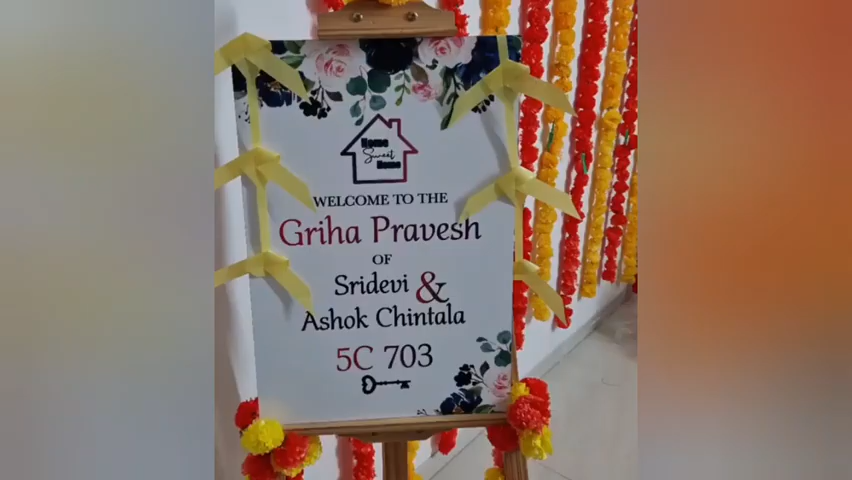 Home
Sweet
Home
WELCOME TO THE
Griha Pravesh
OF
Sridevi &
Ashok Chintala
5C 703